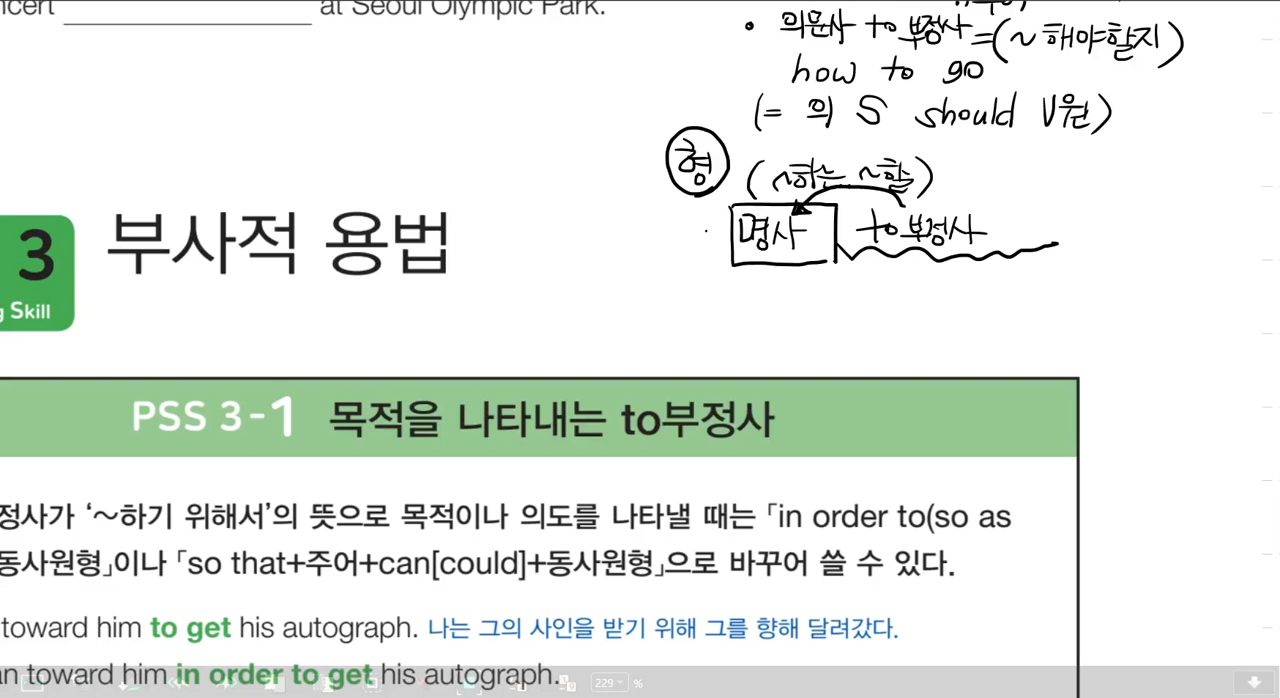 at Seoul Olympic Park.
• 의문사 to부정사=(~해야할지)
how to go
(= 의 S should V원)
형 (~하는, ~할)
명사 to부정사
3 부사적 용법
Skill
PSS 3-1 목적을 나타내는 to부정사
정사가 ‘~하기 위해서’의 뜻으로 목적이나 의도를 나타낼 때는 「in order to(so as
동사원형」이나 「so that+주어+can[could]+동사원형」으로 바꾸어 쓸 수 있다.
toward him to get his autograph. 나는 그의 사인을 받기 위해 그를 향해 달려갔다.
an toward him in order to get his autograph.
229 %